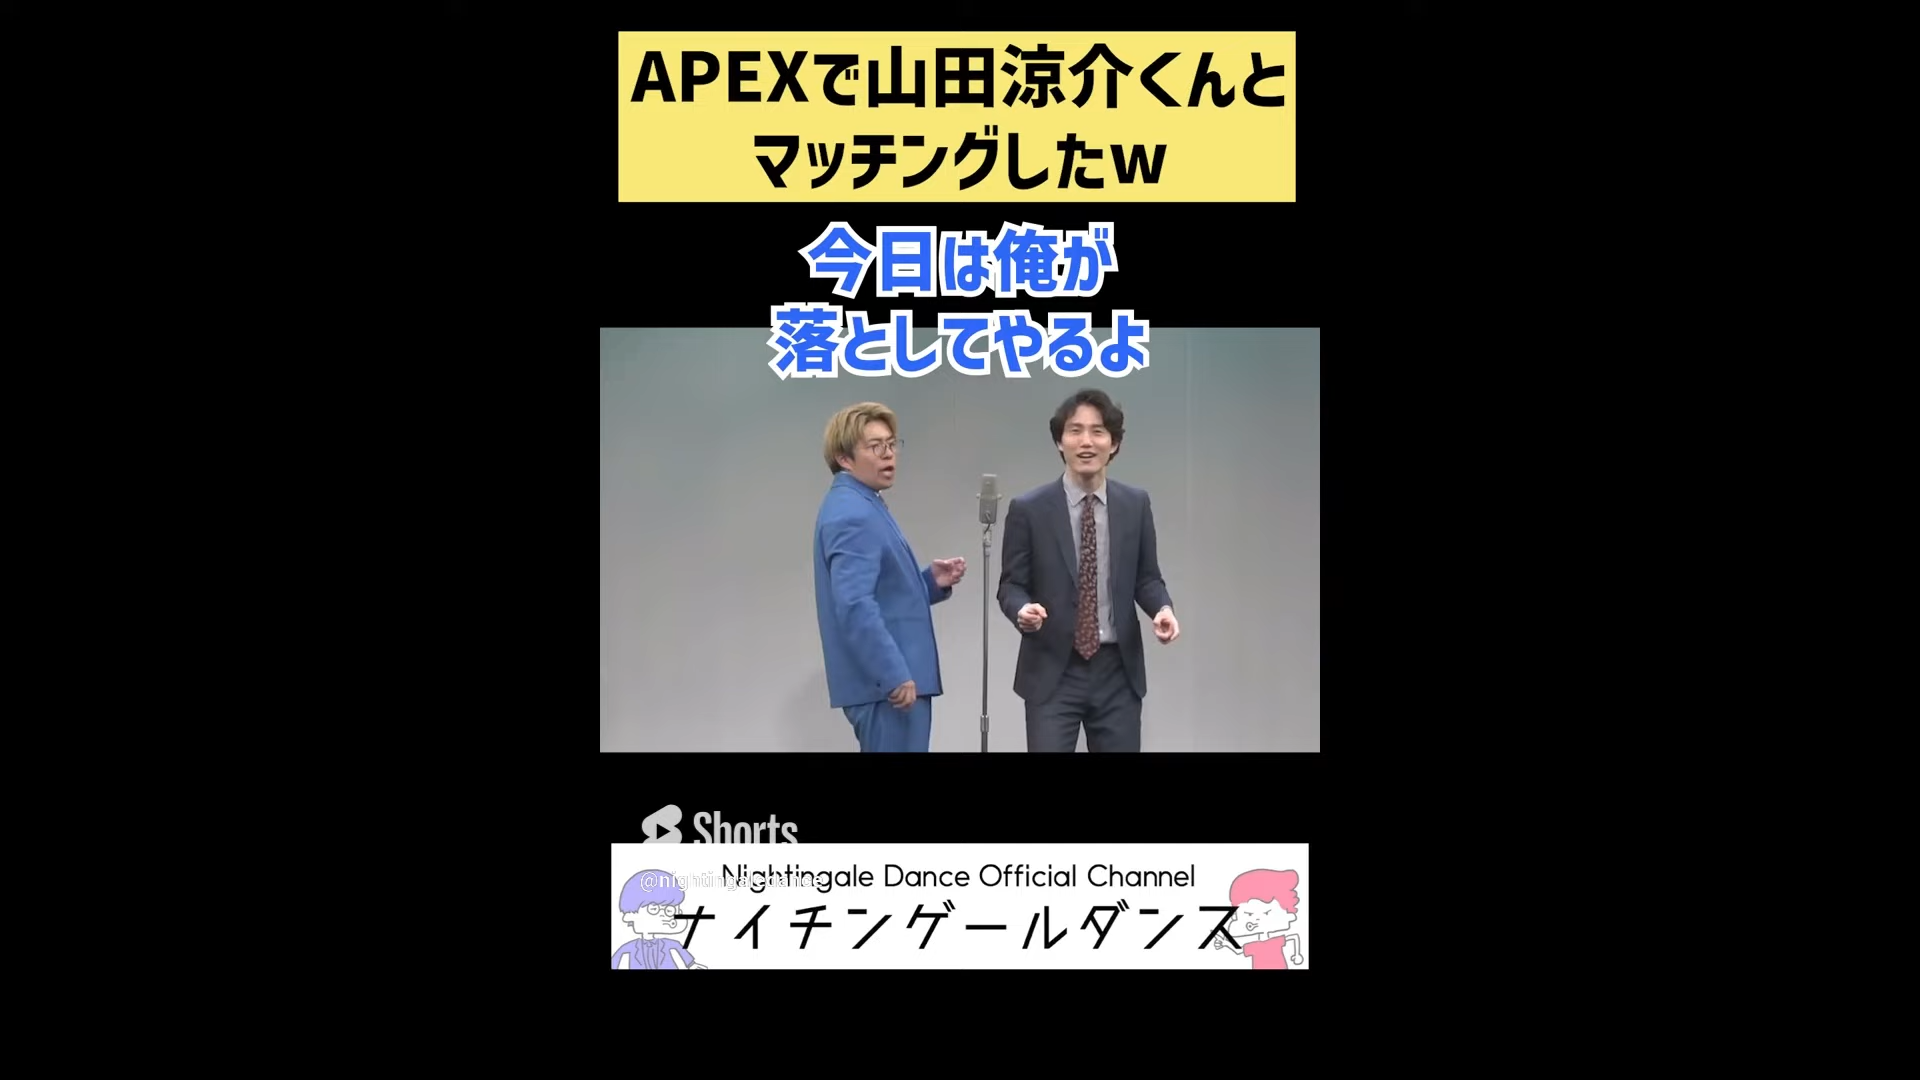 APEXで山田涼介くんと
マッチングしたw
今日は俺が
落としてやるよ
Shorts
@nightingaledance
Nightingale Dance Official Channel
ナイチンゲールダンス